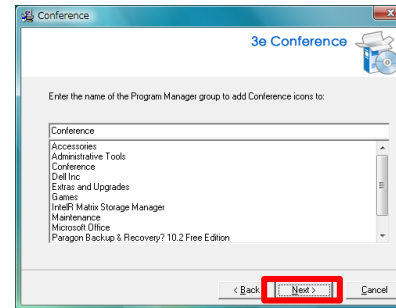 Conference
3e Conference
Enter the name of the Program Manager group to add Conference icons to:
Conference
Accessories
Administrative Tools
Conference
Dell Inc
Extras and Upgrades
Games
IntelR Matrix Storage Manager
Maintenance
Microsoft Office
Paragon Backup & Recovery? 10.2 Free Edition
< Back Next > Cancel